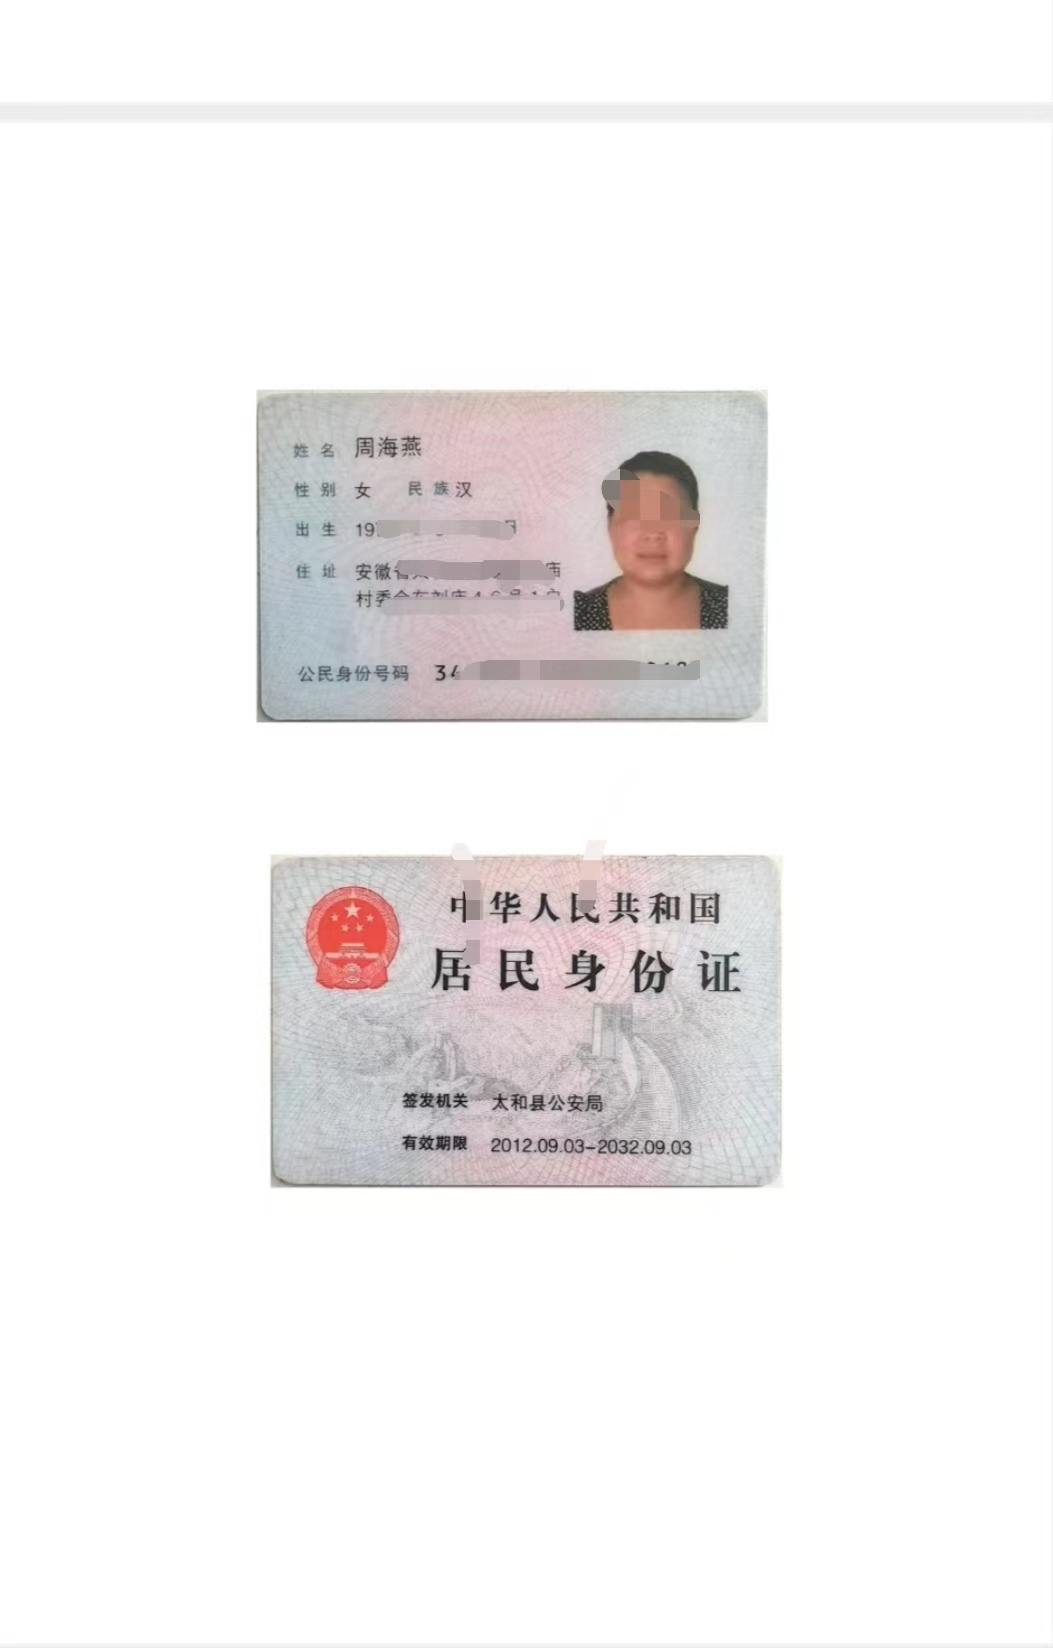 姓名 周海燕
性别 女 民族 汉
出生 19
住址 安徽
村委
公民身份号码 34
中华人民共和国
居民身份证
签发机关 太和县公安局
有效期限 2012.09.03-2032.09.03